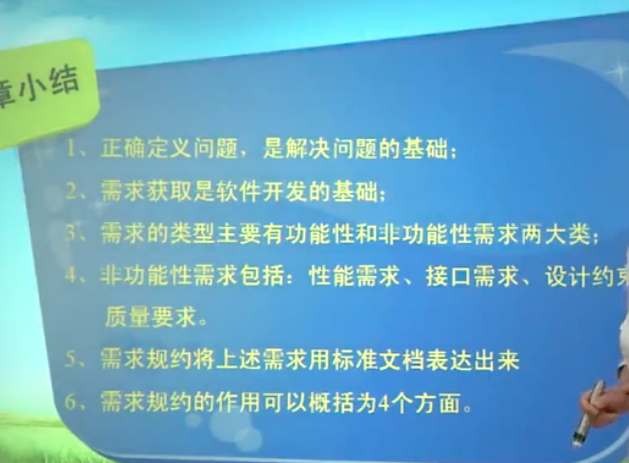 章小结
1、正确定义问题，是解决问题的基础；
2、需求获取是软件开发的基础；
3、需求的类型主要有功能性和非功能性需求两大类；
4、非功能性需求包括：性能需求、接口需求、设计约束
质量要求。
5、需求规约将上述需求用标准文档表达出来
6、需求规约的作用可以概括为4个方面。